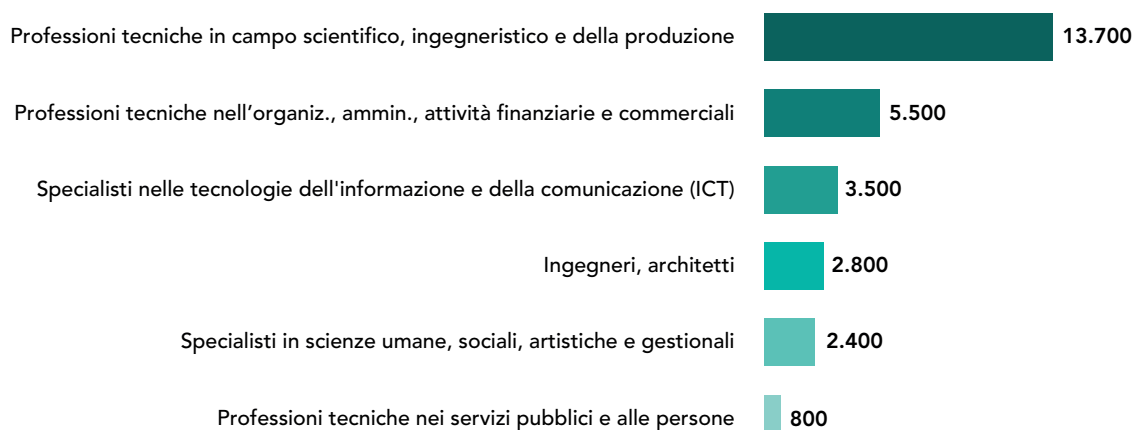 Professioni tecniche in campo scientifico, ingegneristico e della produzione 13.700
Professioni tecniche nell’organiz., ammin., attività finanziarie e commerciali 5.500
Specialisti nelle tecnologie dell'informazione e della comunicazione (ICT) 3.500
Ingegneri, architetti 2.800
Specialisti in scienze umane, sociali, artistiche e gestionali 2.400
Professioni tecniche nei servizi pubblici e alle persone 800